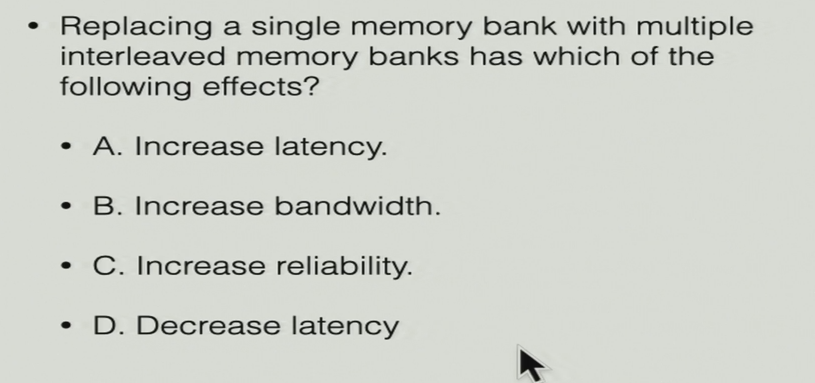 • Replacing a single memory bank with multiple
interleaved memory banks has which of the
following effects?
• A. Increase latency.
• B. Increase bandwidth.
• C. Increase reliability.
• D. Decrease latency